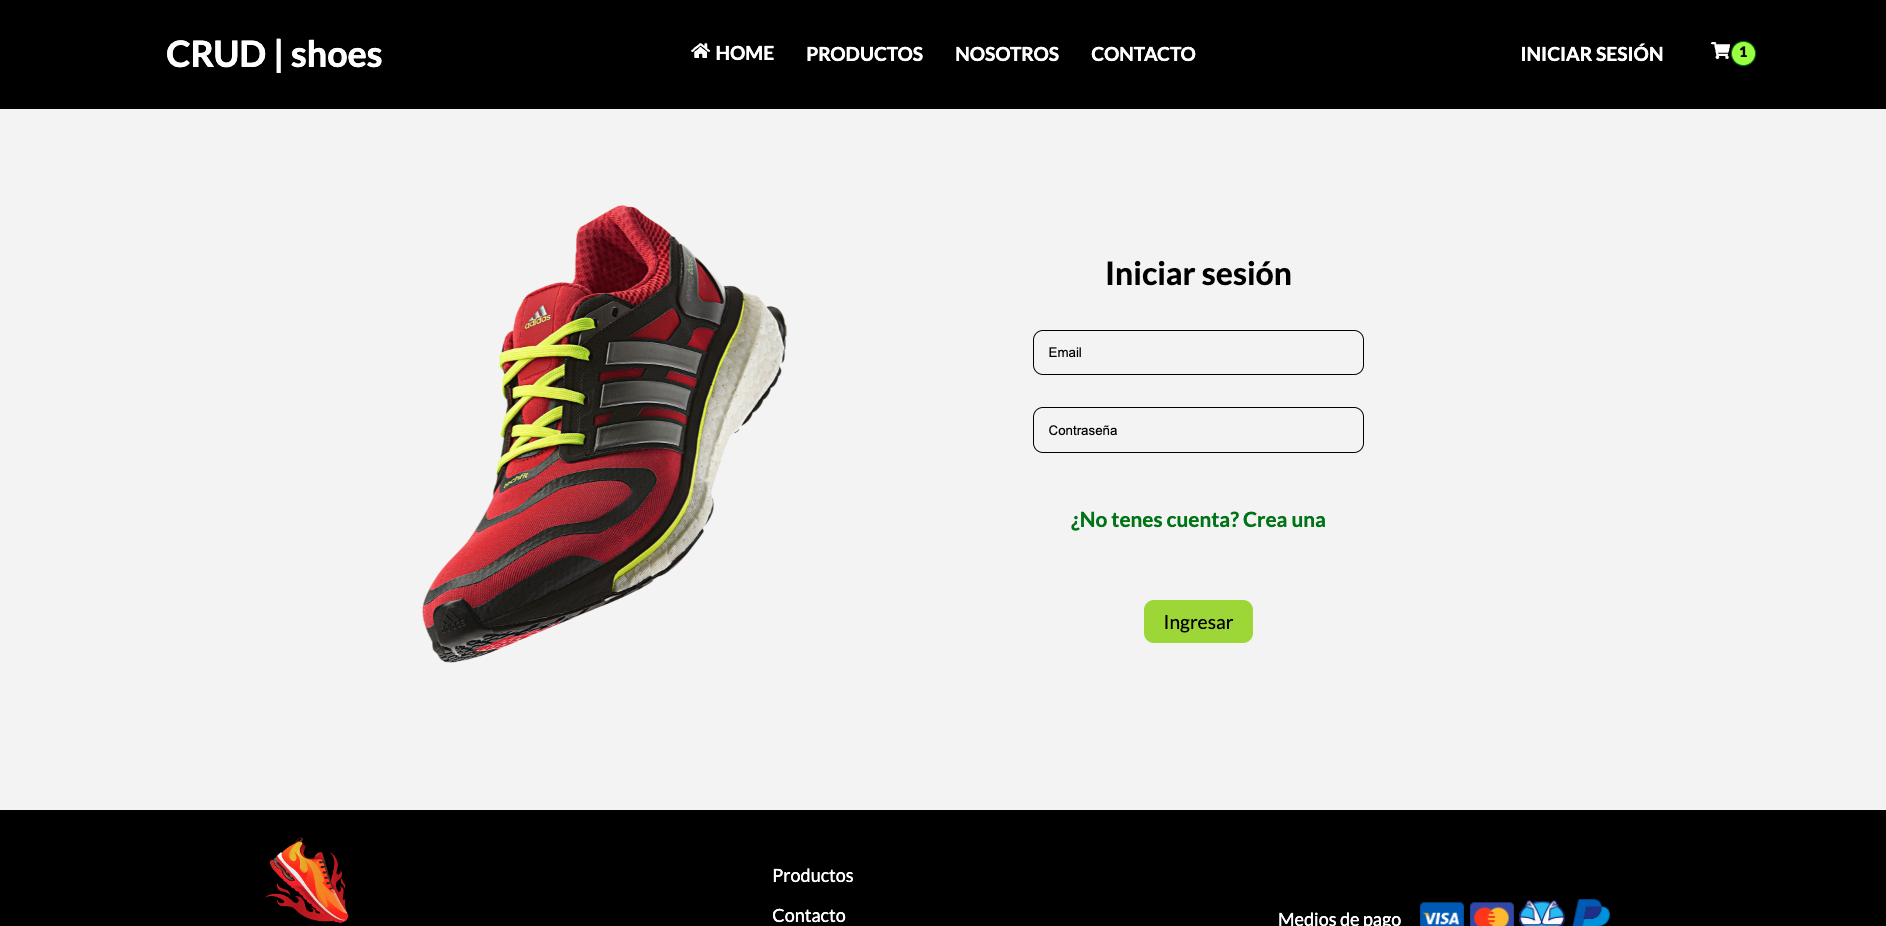 CRUD | shoes
HOME
PRODUCTOS
NOSOTROS
CONTACTO
INICIAR SESIÓN
1
adidas
techfit
Iniciar sesión
Email
Contraseña
¿No tenes cuenta? Crea una
Ingresar
Productos
Contacto
Medios de pago
VISA